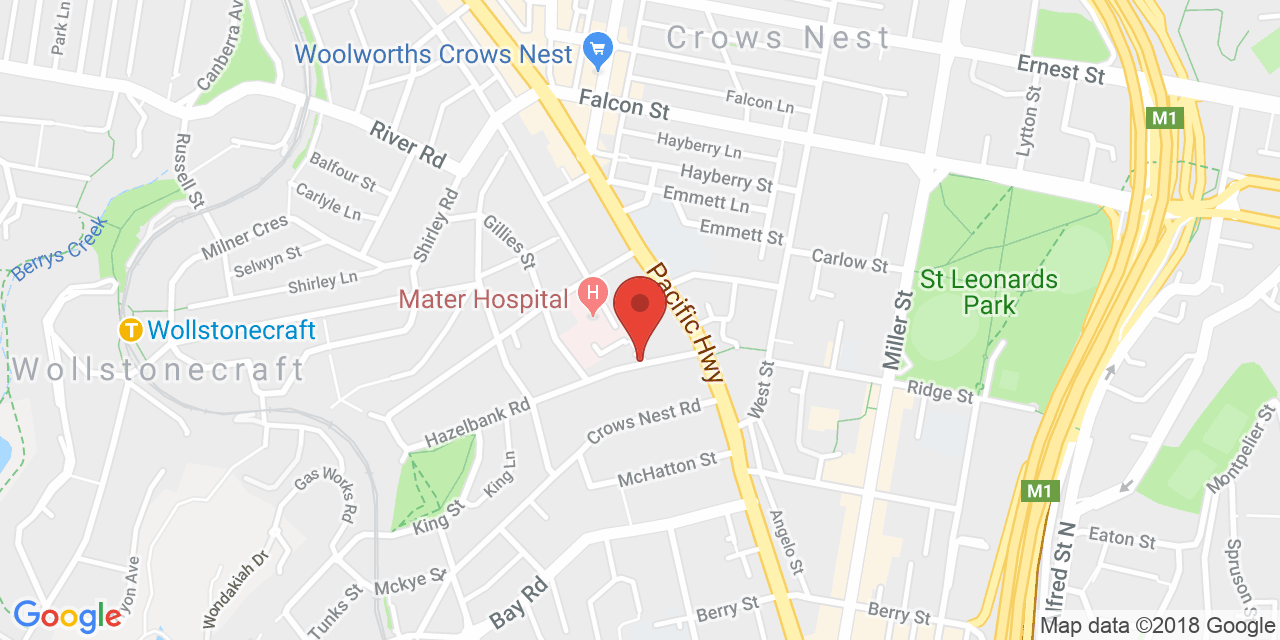 Park Ln
Canberra Ave
Woolworths Crows Nest
Crows Nest
Ernest St
Falcon St
Falcon Ln
Lytton St
M1
River Rd
Russell St
Hayberry Ln
Balfour St
Hayberry St
Carlyle Ln
Emmett Ln
Shirley Rd
Milner Cres
Gillies St
Emmett St
Berrys Creek
Selwyn St
Carlow St
Shirley Ln
Mater Hospital
H
Pacific Hwy
St Leonards
Park
T
Wollstonecraft
Miller St
Wollstonecraft
West St
Ridge St
Hazelbank Rd
Crows Nest Rd
Montpelier St
King Ln
McHatton St
Gas Works Rd
M1
King St
Angelo St
Eaton St
Wondakiah Dr
Mckye St
Bay Rd
Tunks St
yon Ave
Berry St
Berry St
lfred St N
Spruson S
Google
Map data ©2018 Google